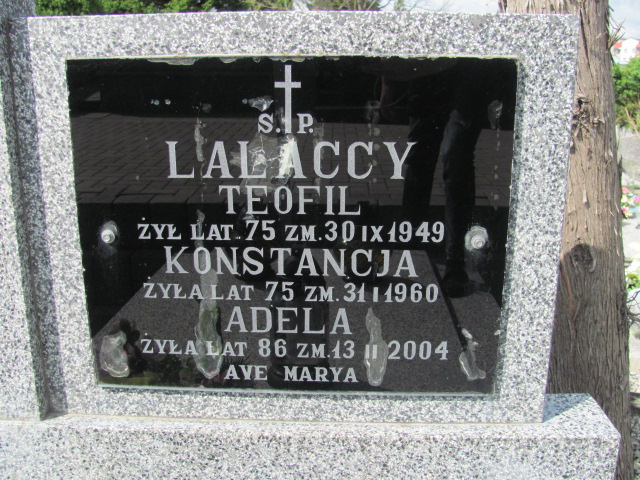 Ś.P.
LALACCY
TEOFIL
ŻYŁ LAT 75 ZM. 30 IX 1949
KONSTANCJA
ŻYŁA LAT 75 ZM. 31 I 1960
ADELA
ŻYŁA LAT 86 ZM. 13 II 2004
AVE MARYA